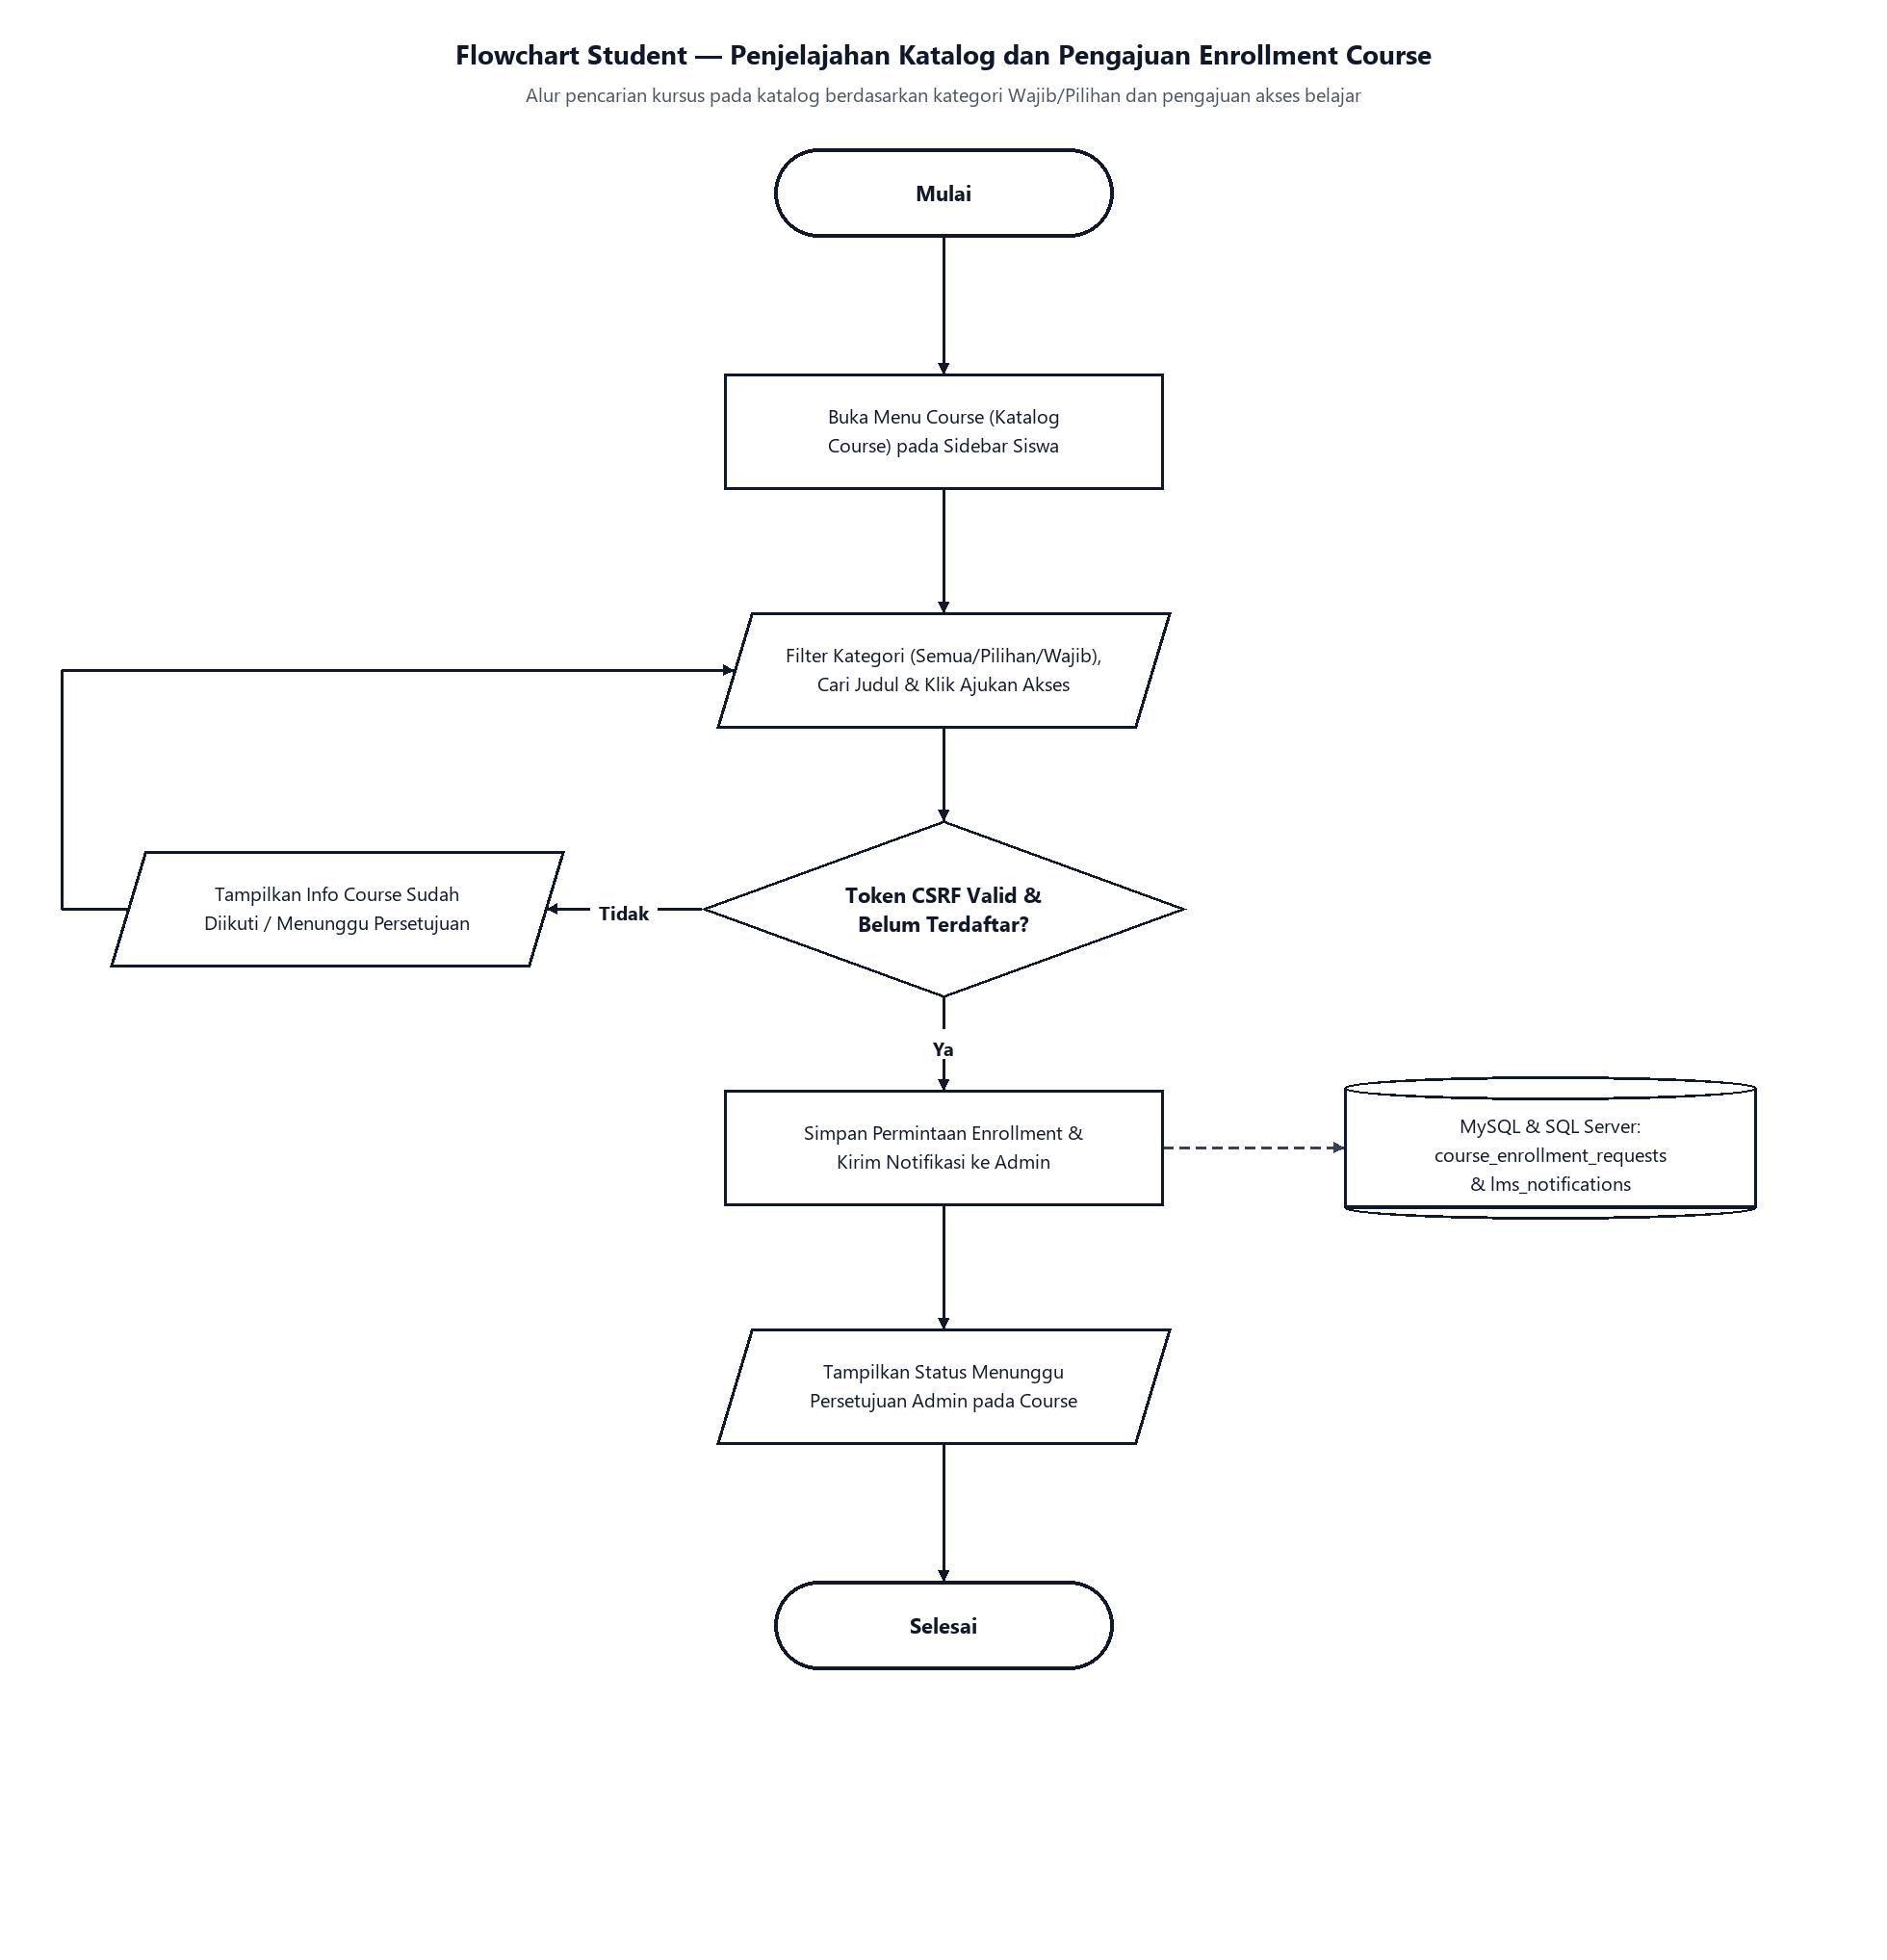 Flowchart Student — Penjelajahan Katalog dan Pengajuan Enrollment Course
Alur pencarian kursus pada katalog berdasarkan kategori Wajib/Pilihan dan pengajuan akses belajar
Mulai
Buka Menu Course (Katalog
Course) pada Sidebar Siswa
Filter Kategori (Semua/Pilihan/Wajib),
Cari Judul & Klik Ajukan Akses
Token CSRF Valid &
Belum Terdaftar?
Tidak
Tampilkan Info Course Sudah
Diikuti / Menunggu Persetujuan
Ya
Simpan Permintaan Enrollment &
Kirim Notifikasi ke Admin
MySQL & SQL Server:
course_enrollment_requests
& lms_notifications
Tampilkan Status Menunggu
Persetujuan Admin pada Course
Selesai